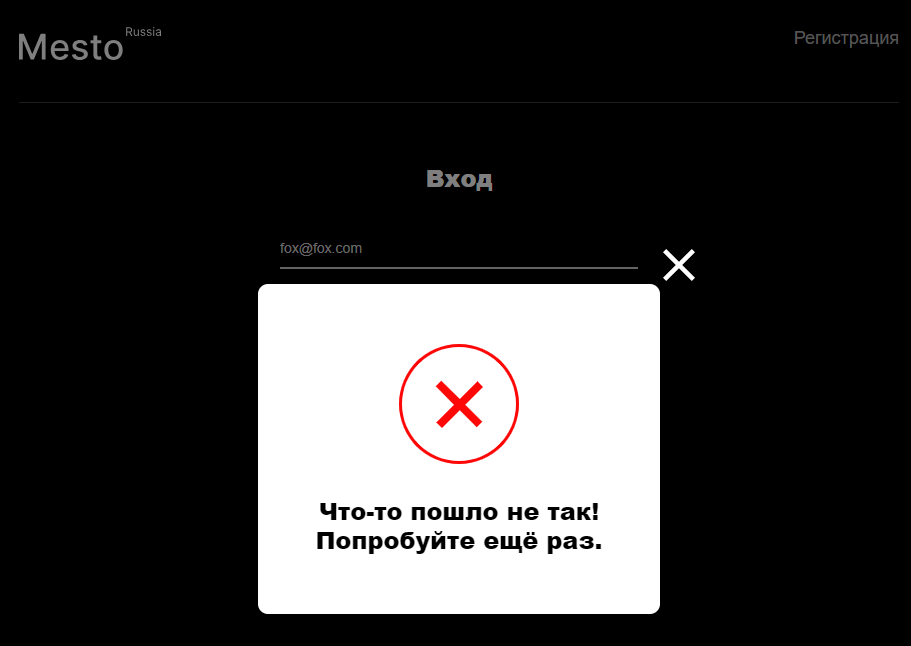 Mesto Russia
Регистрация
Вход
fox@fox.com
Что-то пошло не так!
Попробуйте ещё раз.